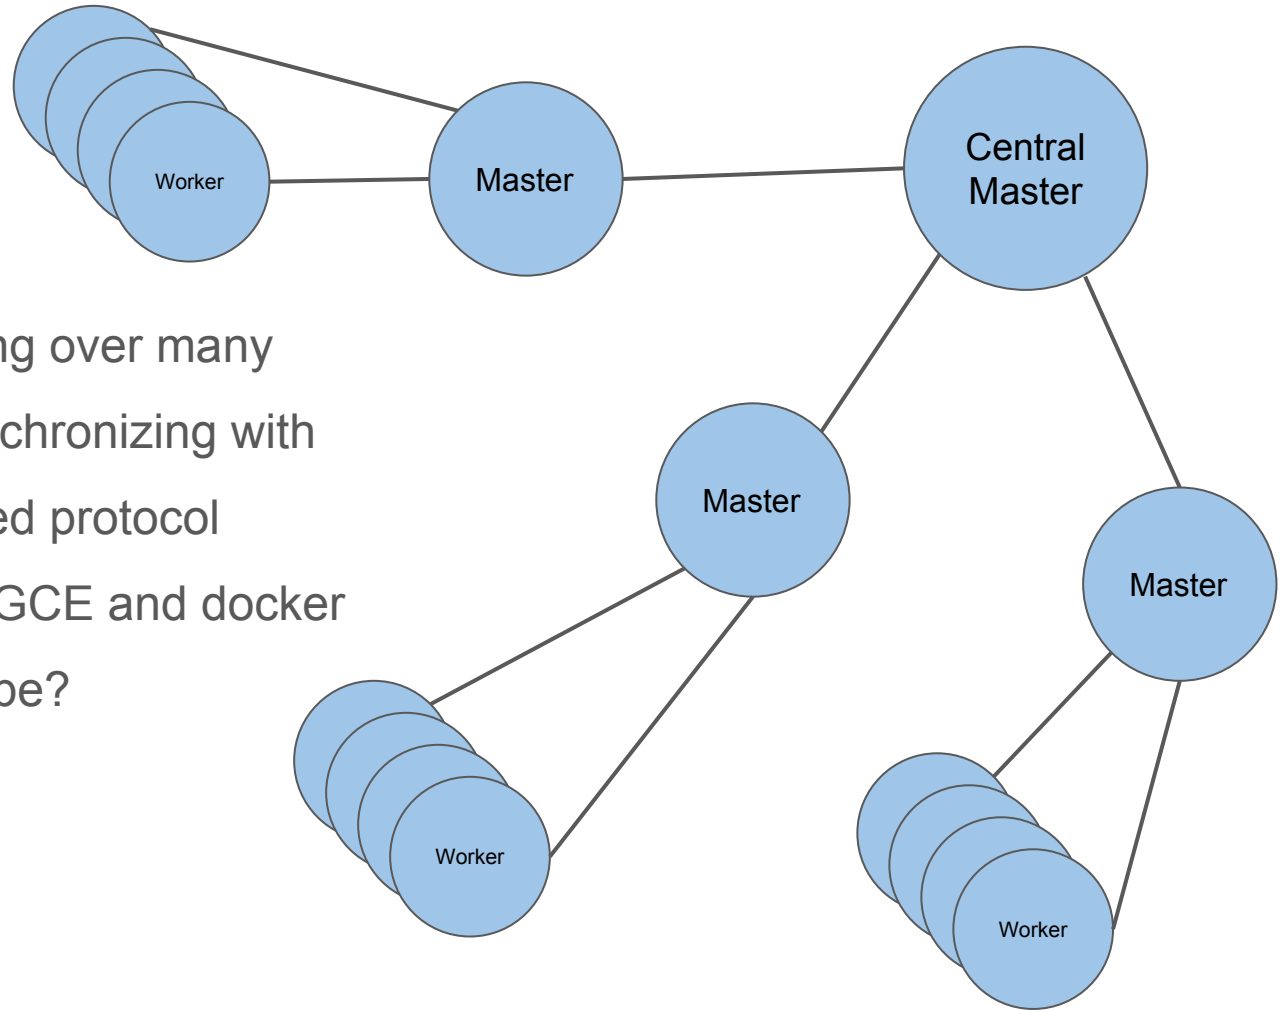 Central
Master
Master
Worker
ng over many
chronizing with
ed protocol
GCE and docker
be?
Master
Master
Worker
Worker